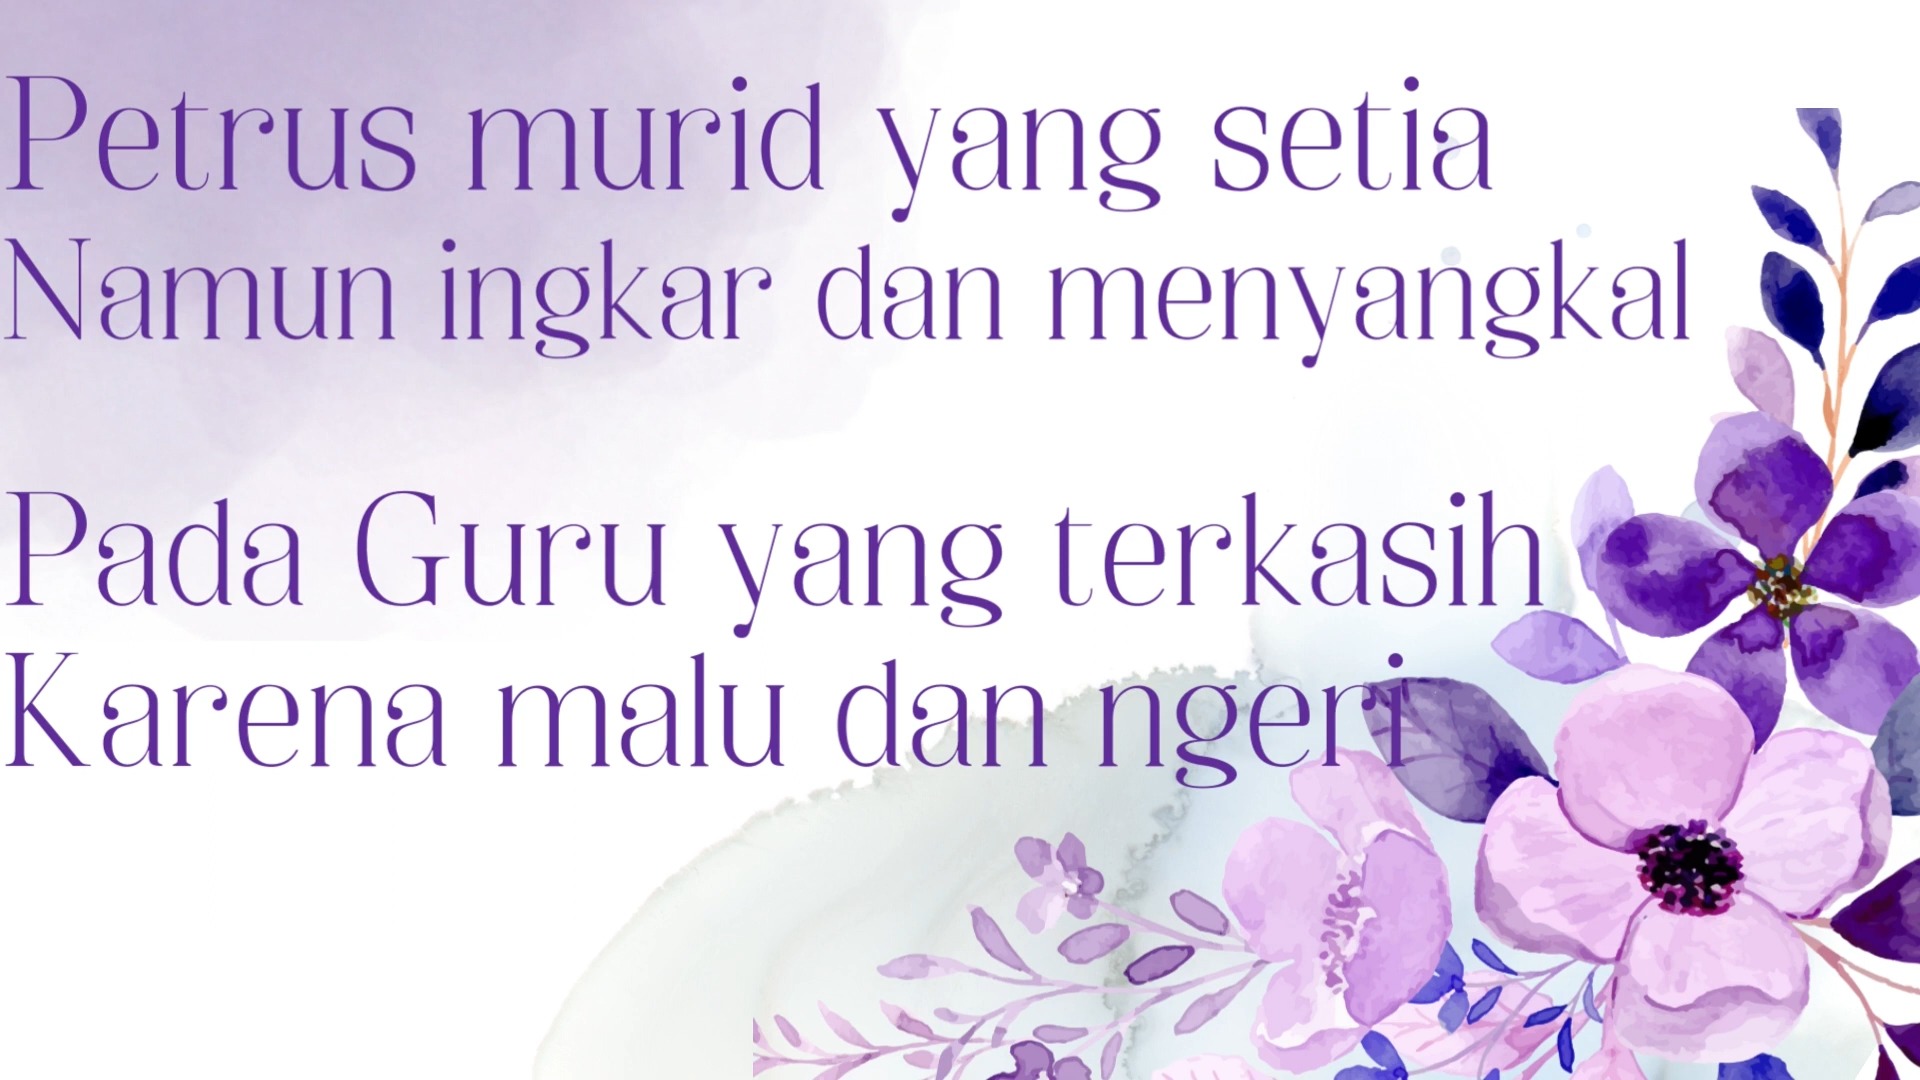 Petrus murid yang setia
Namun ingkar dan menyangkal
Pada Guru yang terkasih
Karena malu dan ngeri